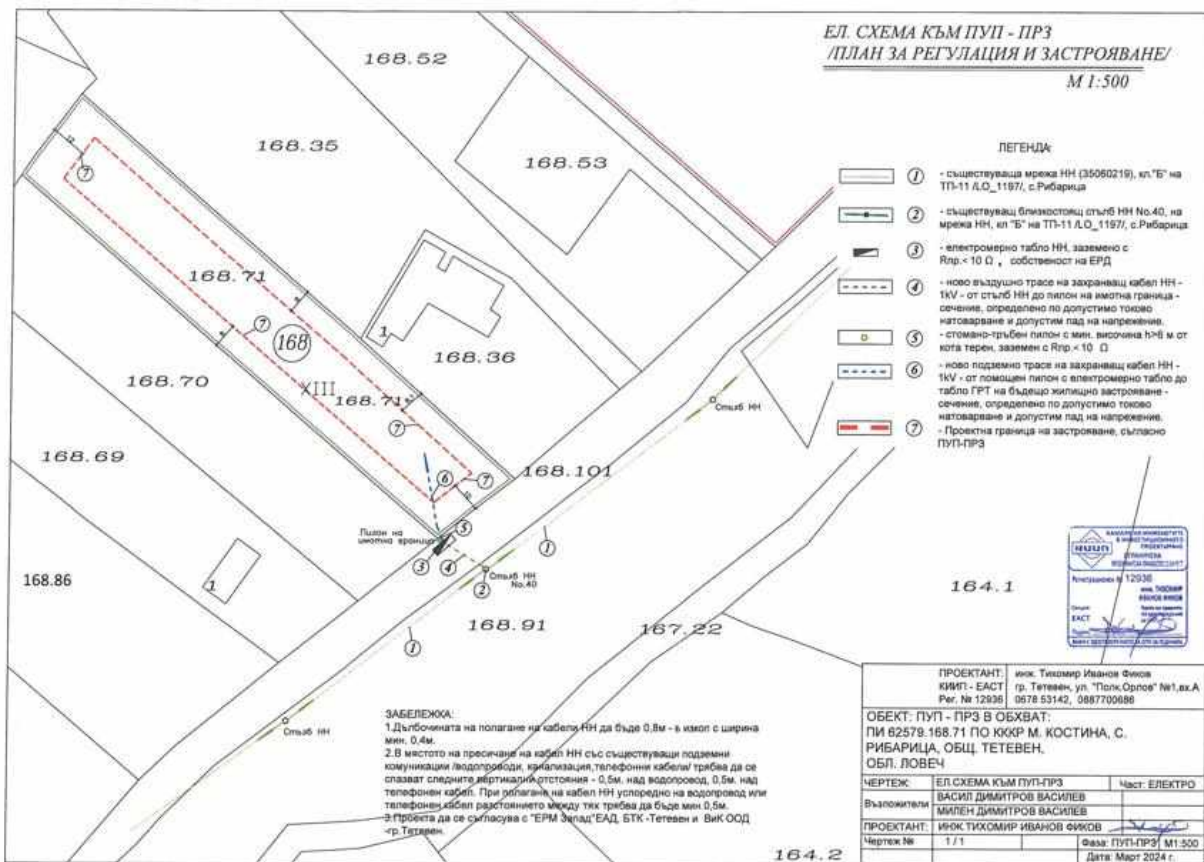 ЕЛ. СХЕМА КЪМ ПУП - ПРЗ
/ПЛАН ЗА РЕГУЛАЦИЯ И ЗАСТРОЯВАНЕ/
М 1:500
168.52
168.35
168.53
168.71
168
XIII
168.71
168.36
1
168.70
168.69
168.86
1
168.101
168.91
167.22
164.1
164.2
Пилон на
имотна граница
Стълб НН
No.40
Стълб НН
Стълб НН
ЛЕГЕНДА:
1 - съществуваща мрежа НН (35060219), кл."Б" на
ТП-11 /LO_1197/, с.Рибарица
2 - съществуващ близкостоящ стълб НН No.40, на
мрежа НН, кл "Б" на ТП-11 /LO_1197/, с.Рибарица
3 - електромерно табло НН, заземено с
Rпр.< 10 Ω , собственост на ЕРД
4 - ново въздушно трасе на захранващ кабел НН -
1kV - от стълб НН до пилон на имотна граница -
сечение, определено по допустимо токово
натоварване и допустим пад на напрежение.
5 - стомано-тръбен пилон с мин. височина h>6 м от
кота терен, заземен с Rпр.< 10 Ω
6 - ново подземно трасе на захранващ кабел НН -
1kV - от помощен пилон с електромерно табло до
табло ГРТ на бъдещо жилищно застрояване -
сечение, определено по допустимо токово
натоварване и допустим пад на напрежение.
7 - Проектна граница на застрояване, съгласно
ПУП-ПРЗ
ЗАБЕЛЕЖКА:
1.Дълбочината на полагане на кабели НН да бъде 0,8м - в изкоп с ширина
мин. 0,4м.
2.В мястото на пресичане на кабел НН със съществуващи подземни
комуникации /водопроводи, канализация,телефонни кабели/ трябва да се
спазват следните вертикални отстояния - 0,5м. над водопровод, 0,5м. над
телефонен кабел. При полагане на кабел НН успоредно на водопровод или
телефонен кабел разстоянието между тях трябва да бъде мин 0,5м.
3.Проекта да се съгласува с "ЕРМ Запад"ЕАД, БТК -Тетевен и ВиК ООД
-гр.Тетевен.
КИИП
12936
ЕАСТ
ПРОЕКТАНТ: инж. Тихомир Иванов Фиков
КИИП - ЕАСТ гр. Тетевен, ул. "Полк.Орлов" №1,вх.А
Рег. № 12936 0678 53142, 0887700686
ОБЕКТ: ПУП - ПРЗ В ОБХВАТ:
ПИ 62579.168.71 ПО КККР М. КОСТИНА, С.
РИБАРИЦА, ОБЩ. ТЕТЕВЕН,
ОБЛ. ЛОВЕЧ
ЧЕРТЕЖ: ЕЛ.СХЕМА КЪМ ПУП-ПРЗ Част: ЕЛЕКТРО
Възложители ВАСИЛ ДИМИТРОВ ВАСИЛЕВ
МИЛЕН ДИМИТРОВ ВАСИЛЕВ
ПРОЕКТАНТ: ИНЖ.ТИХОМИР ИВАНОВ ФИКОВ
Чертеж № 1 / 1 Фаза: ПУП-ПРЗ М1:500
Дата: Март 2024 г.